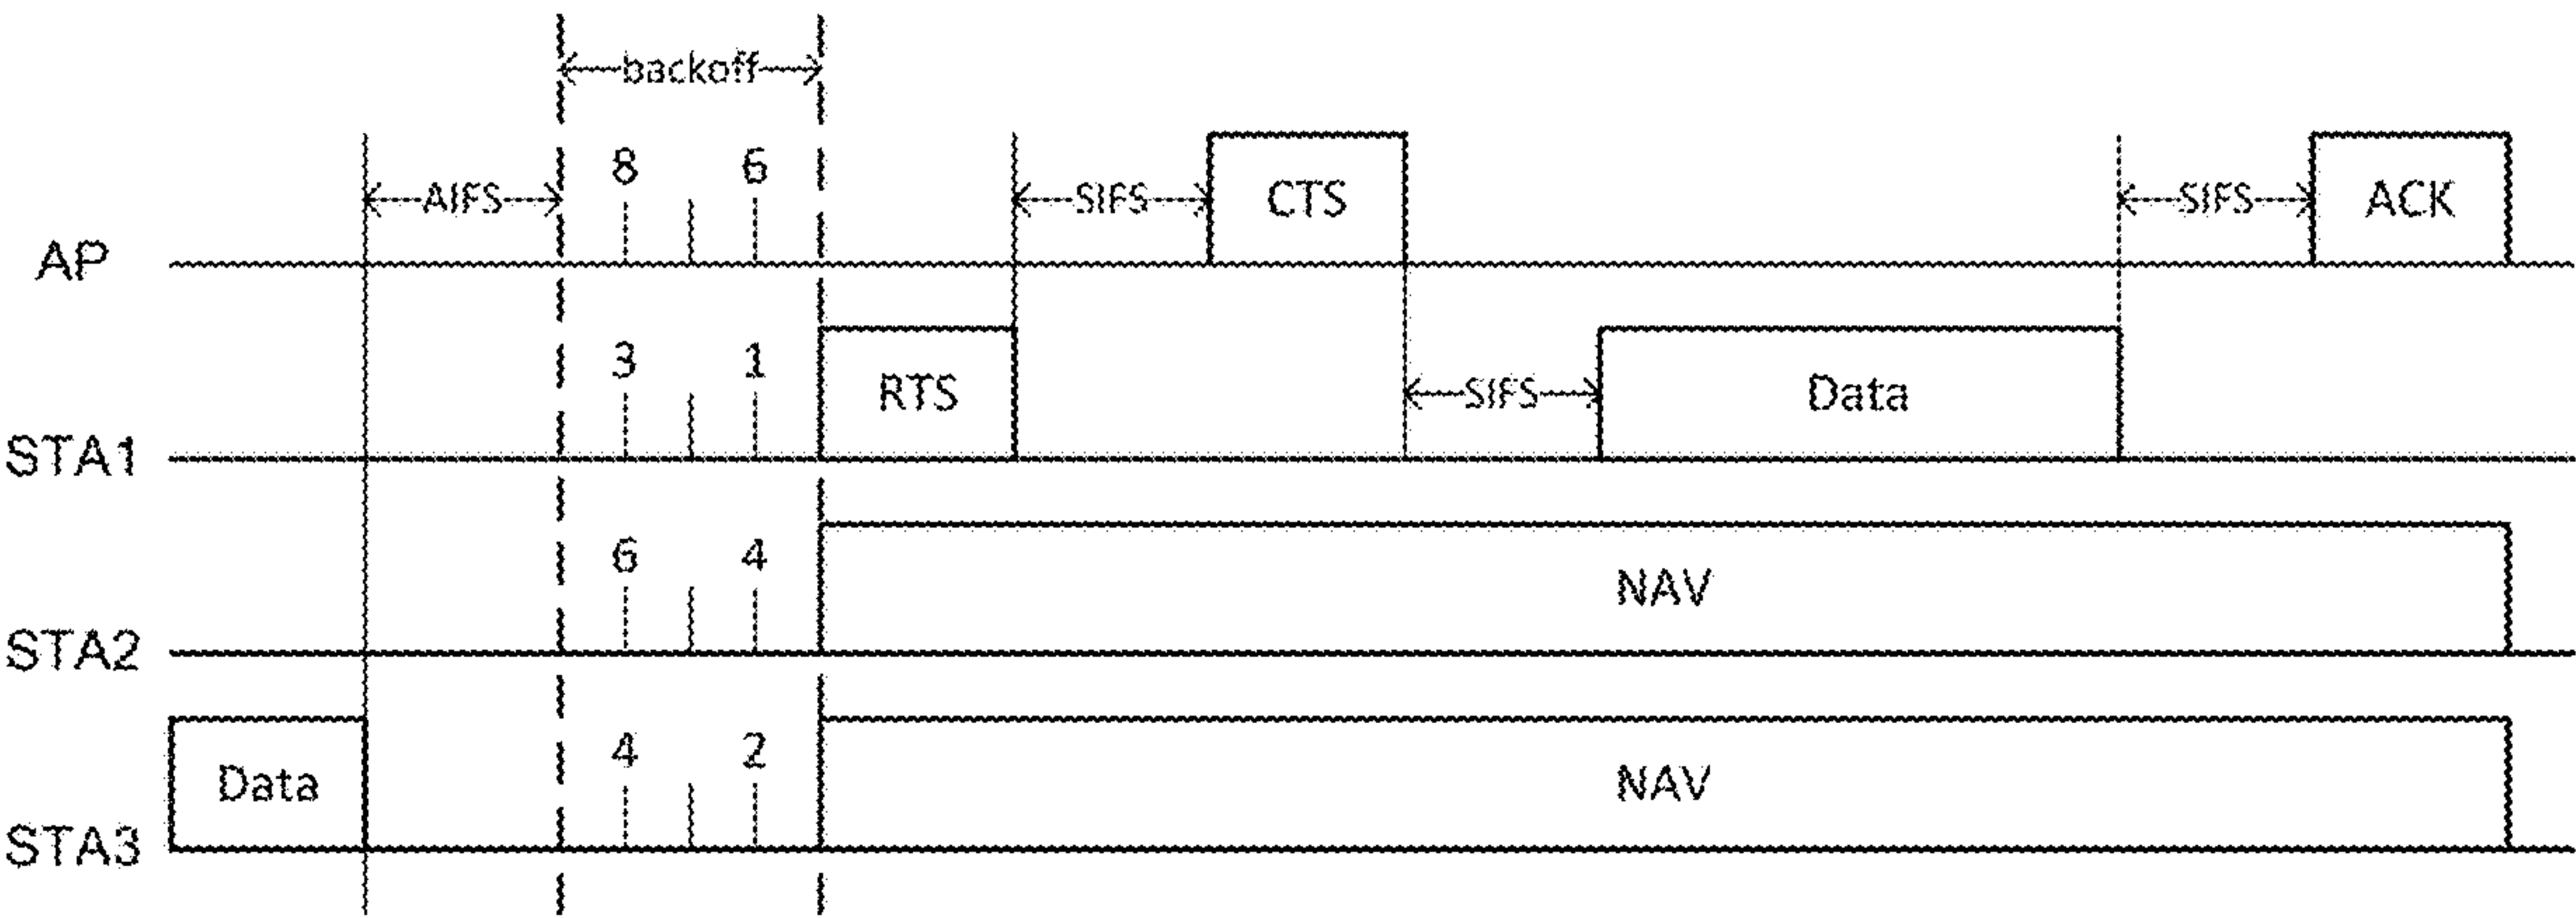 backoff
AIFS 8 6 SIFS CTS SIFS ACK
AP
3 1 RTS SIFS Data
STA1
6 4 NAV
STA2
4 2 NAV
Data
STA3